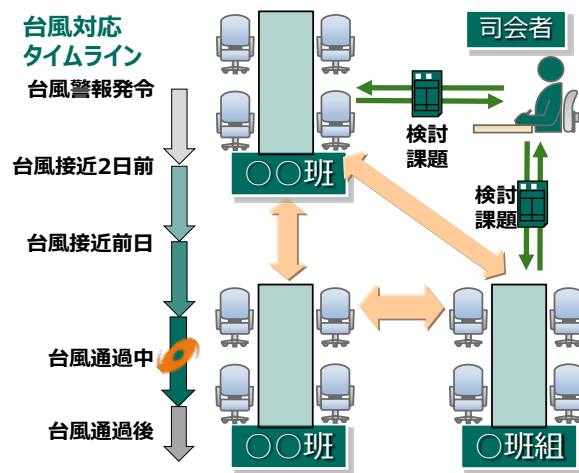 台風対応
タイムライン
台風警報発令
台風接近2日前
台風接近前日
台風通過中
台風通過後
司会者
検討
課題
検討
課題
○○班
○○班
○班組